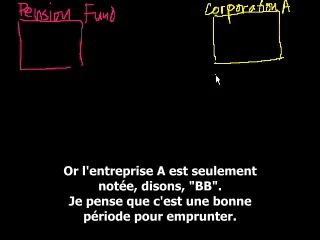 Pension Fund
Corporation A
Or l'entreprise A est seulement
notée, disons, "BB".
Je pense que c'est une bonne
période pour emprunter.